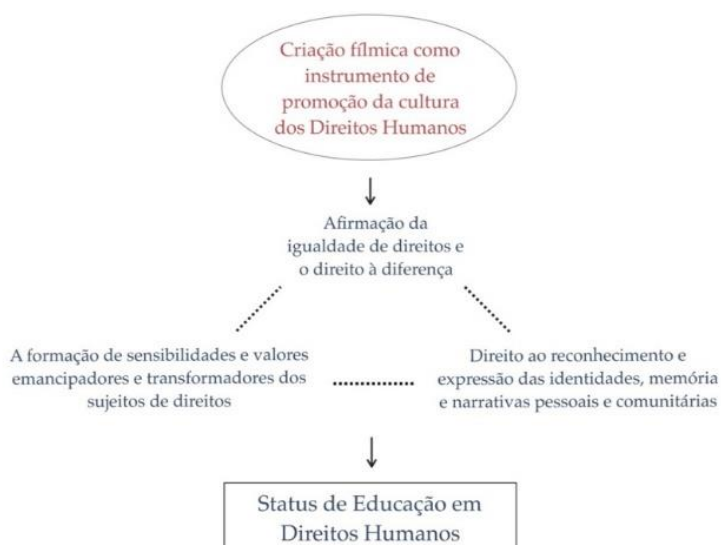 Criação fílmica como
instrumento de
promoção da cultura
dos Direitos Humanos
Afirmação da
igualdade de direitos e
o direito à diferença
A formação de sensibilidades e valores
emancipadores e transformadores dos
sujeitos de direitos
Direito ao reconhecimento e
expressão das identidades, memória
e narrativas pessoais e comunitárias
Status de Educação em
Direitos Humanos